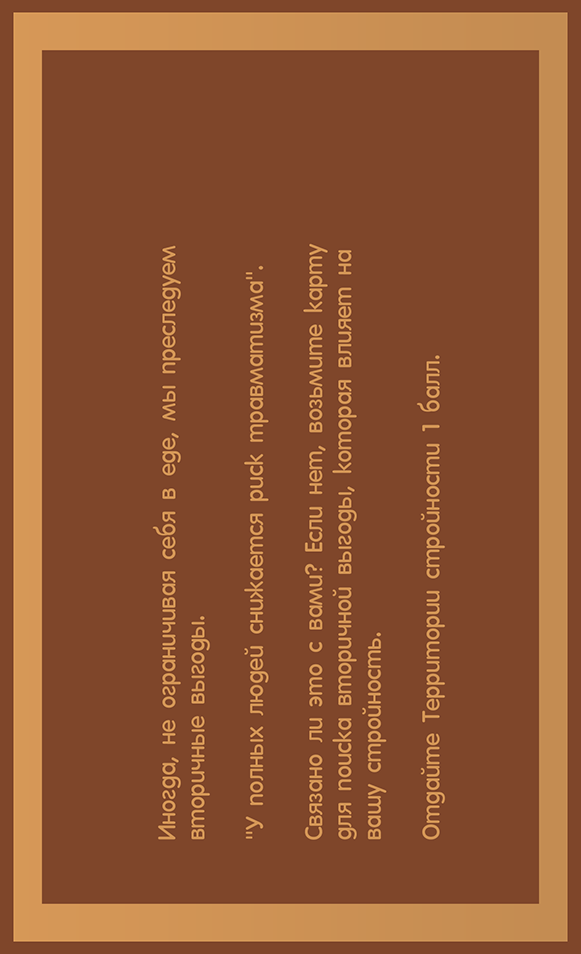 Иногда, не ограничивая себя в еде, мы преследуем
вторичные выгоды.
"У полных людей снижается риск травматизма".
Связано ли это с вами? Если нет, возьмите карту
для поиска вторичной выгоды, которая влияет на
вашу стройность.
Отдайте Территории стройности 1 балл.